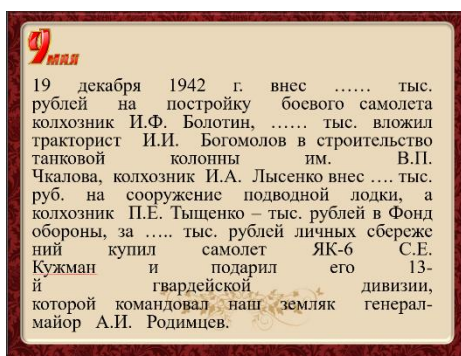 9 мая
19 декабря 1942 г. внес …… тыс.
рублей на постройку боевого самолета
колхозник И.Ф. Болотин, …… тыс. вложил
тракторист И.И. Богомолов в строительство
танковой колонны им. В.П.
Чкалова, колхозник И.А. Лысенко внес …. тыс.
руб. на сооружение подводной лодки, а
колхозник П.Е. Тыщенко – тыс. рублей в Фонд
обороны, за ….. тыс. рублей личных сбереже
ний купил самолет ЯК-6 С.Е.
Кужман и подарил его 13-
й гвардейской дивизии,
которой командовал наш земляк генерал-
майор А.И. Родимцев.